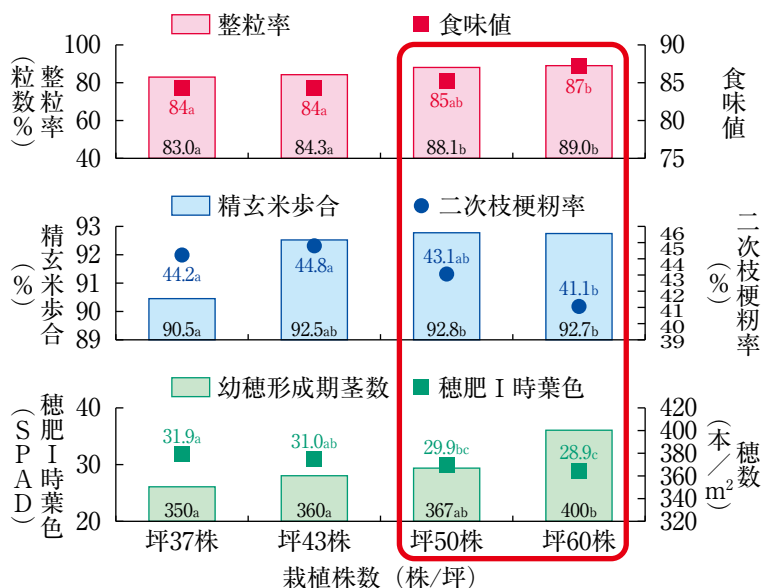 整粒率 食味値
100 90
80 85
60 80
40 75
整粒率
（粒数%）
食味値
84a 84a 85ab 87b
83.0a 84.3a 88.1b 89.0b
精玄米歩合 二次枝梗籾率
93
92
91
90
89
46
45
44
43
42
41
40
39
精玄米歩合
（%）
二次枝梗籾率
（%）
44.2a 44.8a 43.1ab 41.1b
90.5a 92.5ab 92.8b 92.7b
幼穂形成期茎数 穂肥Ⅰ時葉色
40
30
20
420
400
380
360
340
320
穂肥Ⅰ時葉色
（SPAD）
穂数
（本／m²）
31.9a 31.0ab 29.9bc 28.9c
350a 360a 367ab 400b
坪37株 坪43株 坪50株 坪60株
栽植株数（株/坪）